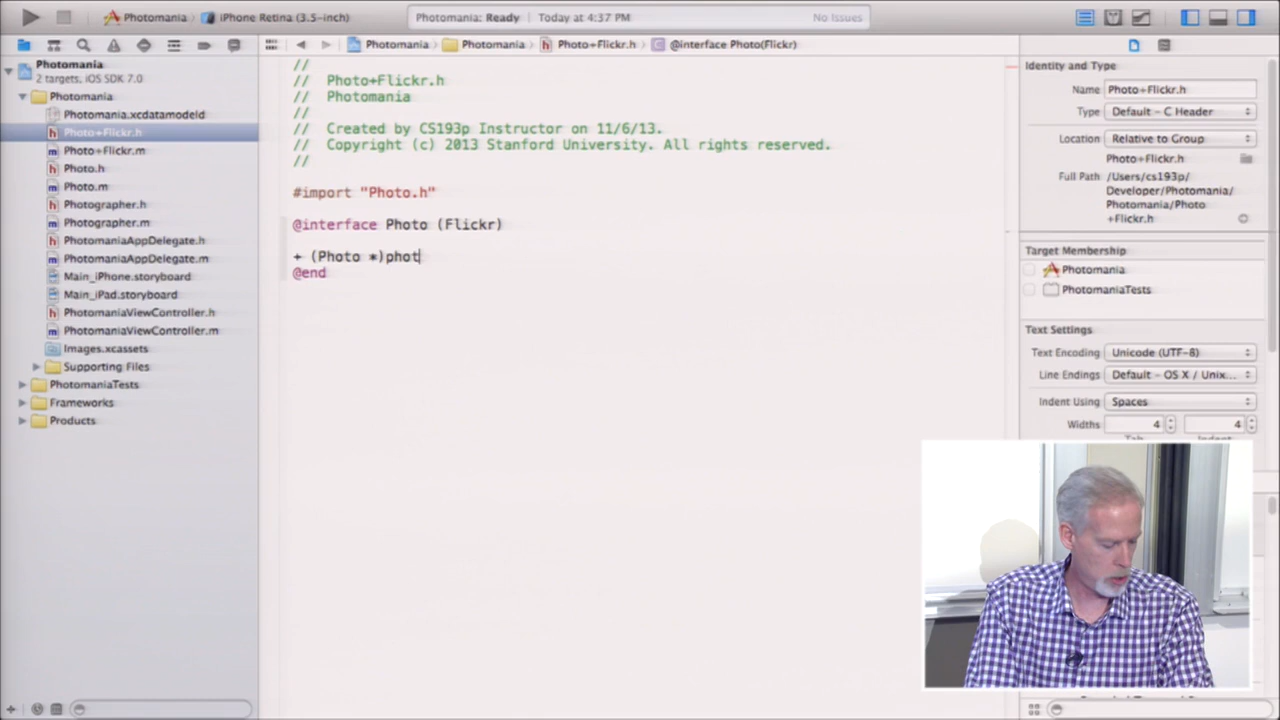 Photomania
iPhone Retina (3.5-inch)
Photomania: Ready
Today at 4:37 PM
No Issues
Photomania
Photomania
Photo+Flickr.h
@interface Photo(Flickr)
Photomania
2 targets, iOS SDK 7.0
Photomania
Photomania.xcdatamodeld
Photo+Flickr.h
Photo+Flickr.m
Photo.h
Photo.m
Photographer.h
Photographer.m
PhotomaniaAppDelegate.h
PhotomaniaAppDelegate.m
Main_iPhone.storyboard
Main_iPad.storyboard
PhotomaniaViewController.h
PhotomaniaViewController.m
Images.xcassets
Supporting Files
PhotomaniaTests
Frameworks
Products
//
// Photo+Flickr.h
// Photomania
//
// Created by CS193p Instructor on 11/6/13.
// Copyright (c) 2013 Stanford University. All rights reserved.
//
#import "Photo.h"
@interface Photo (Flickr)
+ (Photo *)phot
@end
Identity and Type
Name Photo+Flickr.h
Type Default - C Header
Location Relative to Group
Photo+Flickr.h
Full Path /Users/cs193p/
Developer/Photomania/
Photomania/Photo
+Flickr.h
Target Membership
Photomania
PhotomaniaTests
Text Settings
Text Encoding Unicode (UTF-8)
Line Endings Default - OS X / Unix...
Indent Using Spaces
Widths 4 4